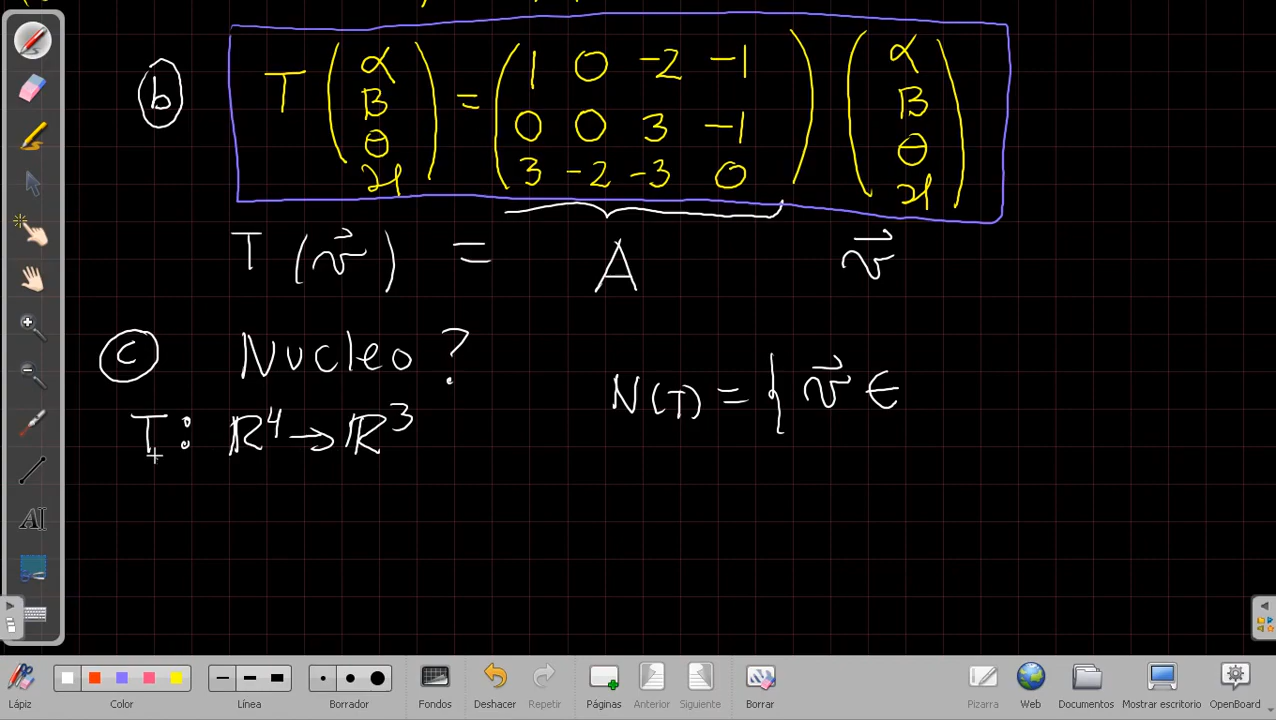 b T ( α B θ ℋ ) = ( 1 0 -2 -1
0 0 3 -1
3 -2 -3 0 ) ( α B θ ℋ )
T (v⃗) = A v⃗
c Nucleo ?
N(T) = { v⃗ ∈
T : ℝ⁴ → ℝ³
AI
Lápiz Color Línea Borrador Fondos Deshacer Repetir Páginas Anterior Siguiente Borrar Pizarra Web Documentos Mostrar escritorio OpenBoard